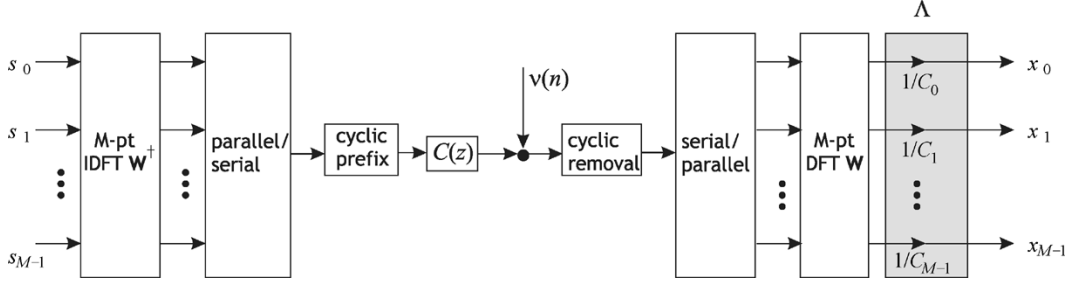 Λ
s 0
s 1
s M–1
M-pt
IDFT W†
parallel/
serial
cyclic
prefix
C(z)
ν(n)
cyclic
removal
serial/
parallel
M-pt
DFT W
1/C0
1/C1
1/CM–1
x 0
x 1
xM–1